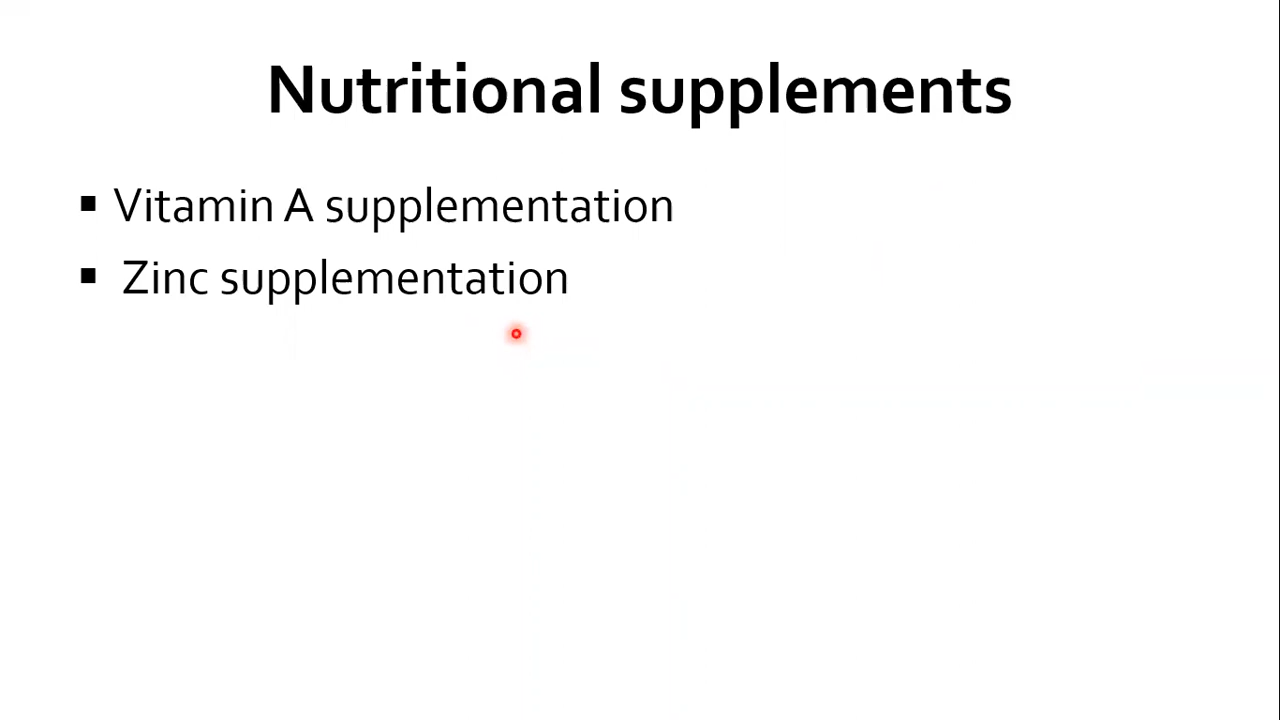 Nutritional supplements
▪ Vitamin A supplementation
▪ Zinc supplementation